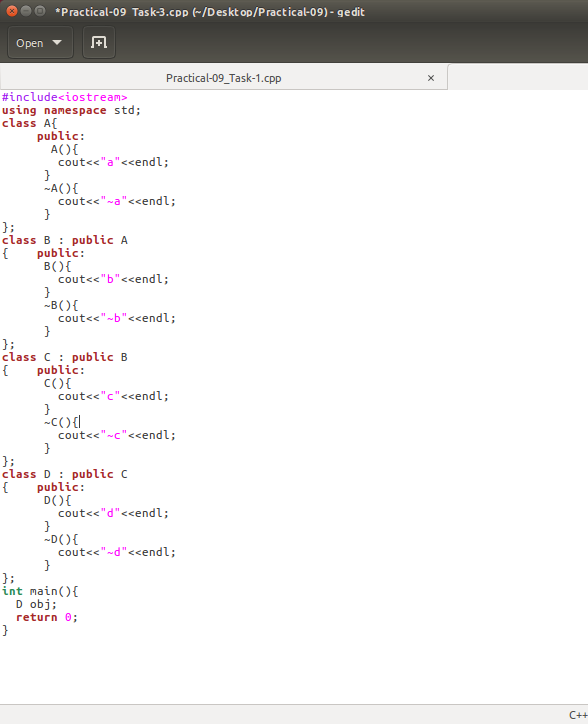 *Practical-09 Task-3.cpp (~/Desktop/Practical-09) - gedit
Open
Practical-09_Task-1.cpp ×
#include<iostream>
using namespace std;
class A{
     public:
       A(){
        cout<<"a"<<endl;
      }
      ~A(){
        cout<<"~a"<<endl;
      }
};
class B : public A
{    public:
      B(){
        cout<<"b"<<endl;
      }
      ~B(){
        cout<<"~b"<<endl;
      }
};
class C : public B
{    public:
      C(){
        cout<<"c"<<endl;
      }
      ~C(){
        cout<<"~c"<<endl;
      }
};
class D : public C
{    public:
      D(){
        cout<<"d"<<endl;
      }
      ~D(){
        cout<<"~d"<<endl;
      }
};
int main(){
  D obj;
  return 0;
}
C++